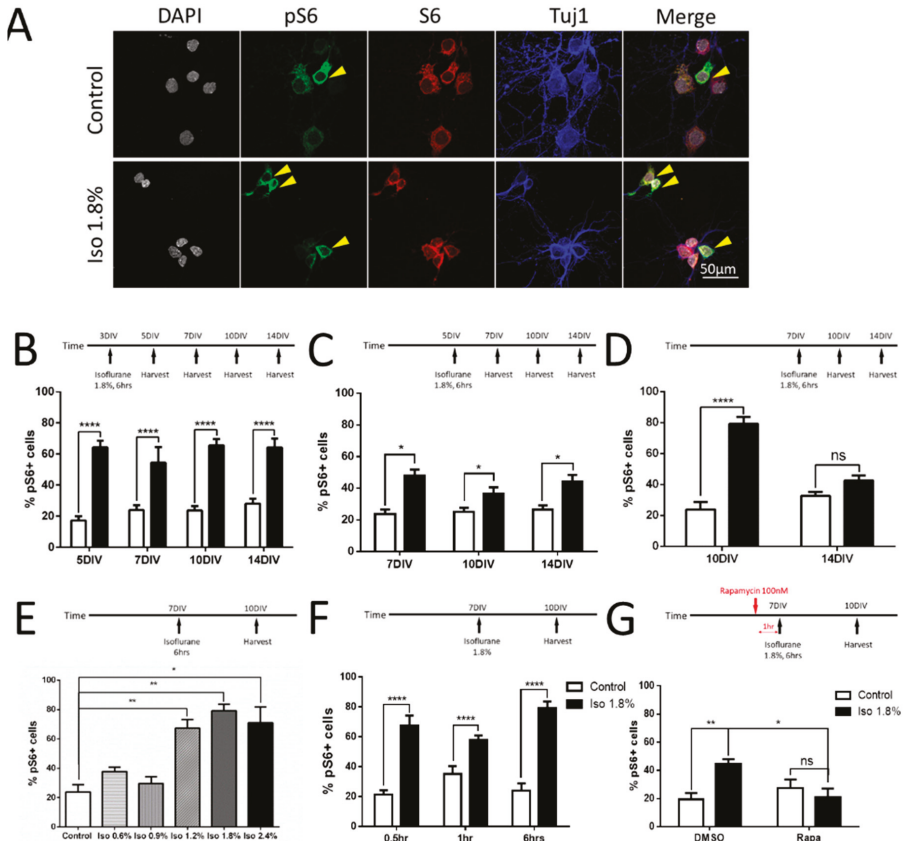 A
DAPI pS6 S6 Tuj1 Merge
Control
Iso 1.8%
50μm
B
Time
3DIV 5DIV 7DIV 10DIV 14DIV
Isoflurane Harvest Harvest Harvest Harvest
1.8%, 6hrs
% pS6+ cells
100
80
60
40
20
0
**** **** **** ****
5DIV 7DIV 10DIV 14DIV
C
Time
5DIV 7DIV 10DIV 14DIV
Isoflurane Harvest Harvest Harvest
1.8%, 6hrs
% pS6+ cells
100
80
60
40
20
0
* * *
7DIV 10DIV 14DIV
D
Time
7DIV 10DIV 14DIV
Isoflurane Harvest Harvest
1.8%, 6hrs
% pS6+ cells
100
80
60
40
20
0
**** ns
10DIV 14DIV
E
Time
7DIV 10DIV
Isoflurane Harvest
6hrs
% pS6+ cells
100
80
60
40
20
0
*
**
**
Control Iso 0.6% Iso 0.9% Iso 1.2% Iso 1.8% Iso 2.4%
F
Time
7DIV 10DIV
Isoflurane Harvest
1.8%
Control
Iso 1.8%
% pS6+ cells
100
80
60
40
20
0
**** **** ****
0.5hr 1hr 6hrs
G
Rapamycin 100nM
Time
7DIV 10DIV
1hr
Isoflurane Harvest
1.8%, 6hrs
Control
Iso 1.8%
% pS6+ cells
100
80
60
40
20
0
** *
ns
DMSO Rapa